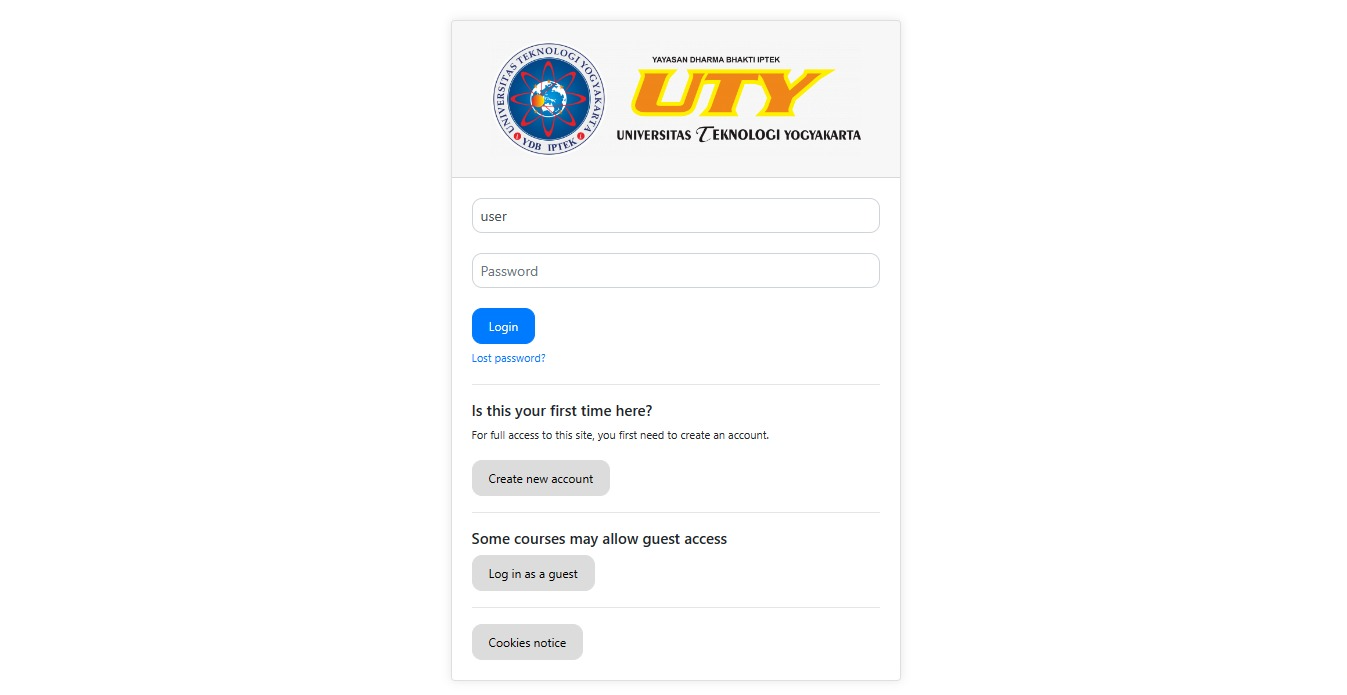 UNIVERSITAS TEKNOLOGI YOGYAKARTA
YDB IPTEK
YAYASAN DHARMA BHAKTI IPTEK
UTY
UNIVERSITAS TEKNOLOGI YOGYAKARTA
user
Password
Login
Lost password?
Is this your first time here?
For full access to this site, you first need to create an account.
Create new account
Some courses may allow guest access
Log in as a guest
Cookies notice